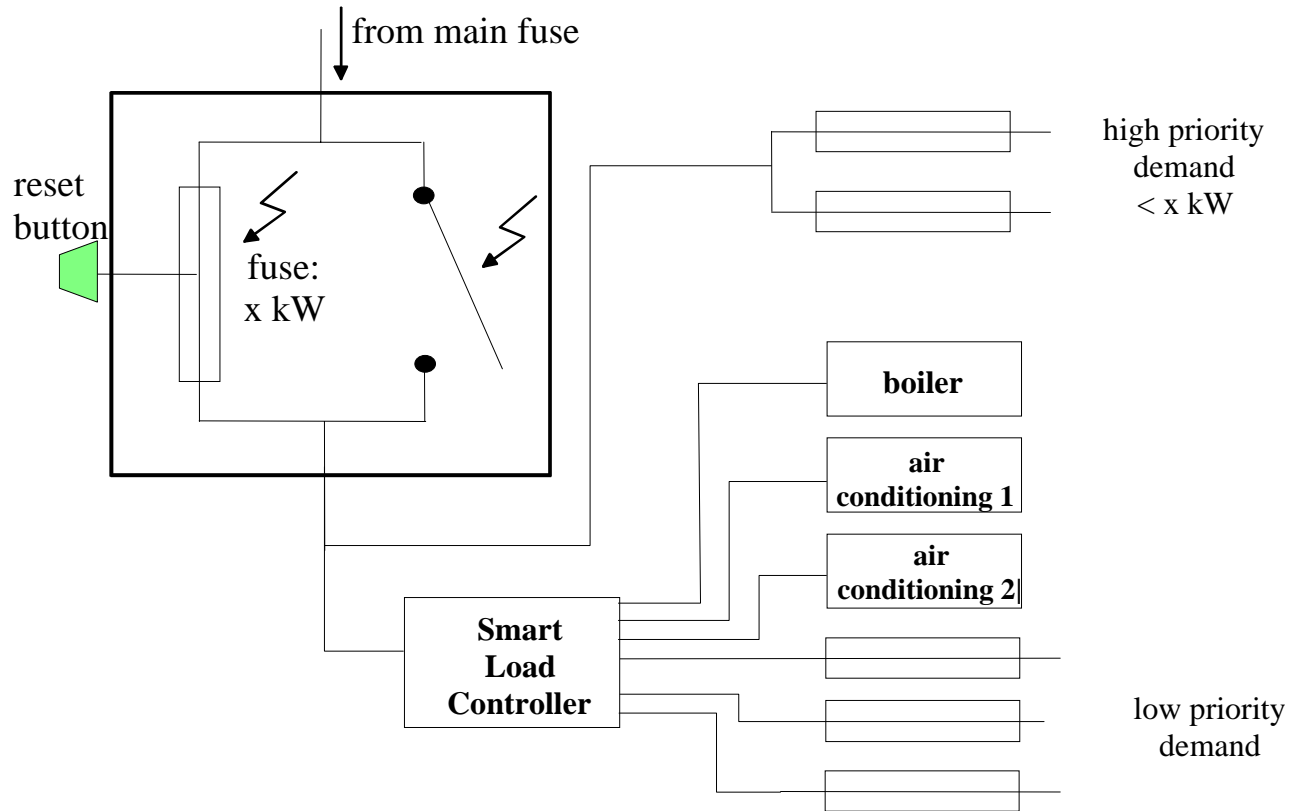 from main fuse
reset
button
fuse:
x kW
high priority
demand
< x kW
boiler
air
conditioning 1
air
conditioning 2|
Smart
Load
Controller
low priority
demand